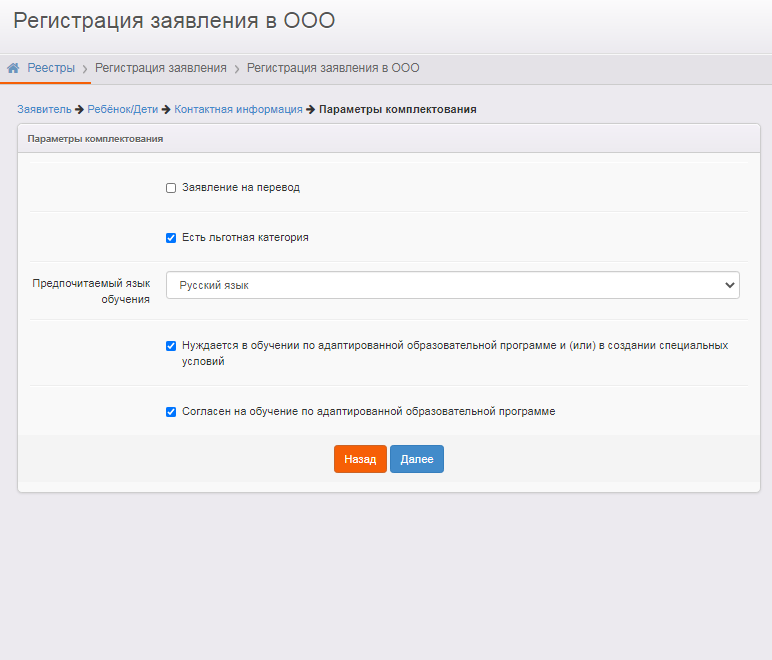 Регистрация заявления в ООО
Реестры > Регистрация заявления > Регистрация заявления в ООО
Заявитель → Ребёнок/Дети → Контактная информация → Параметры комплектования
Параметры комплектования
Заявление на перевод
Есть льготная категория
Предпочитаемый язык
обучения
Русский язык
Нуждается в обучении по адаптированной образовательной программе и (или) в создании специальных
условий
Согласен на обучение по адаптированной образовательной программе
Назад Далее